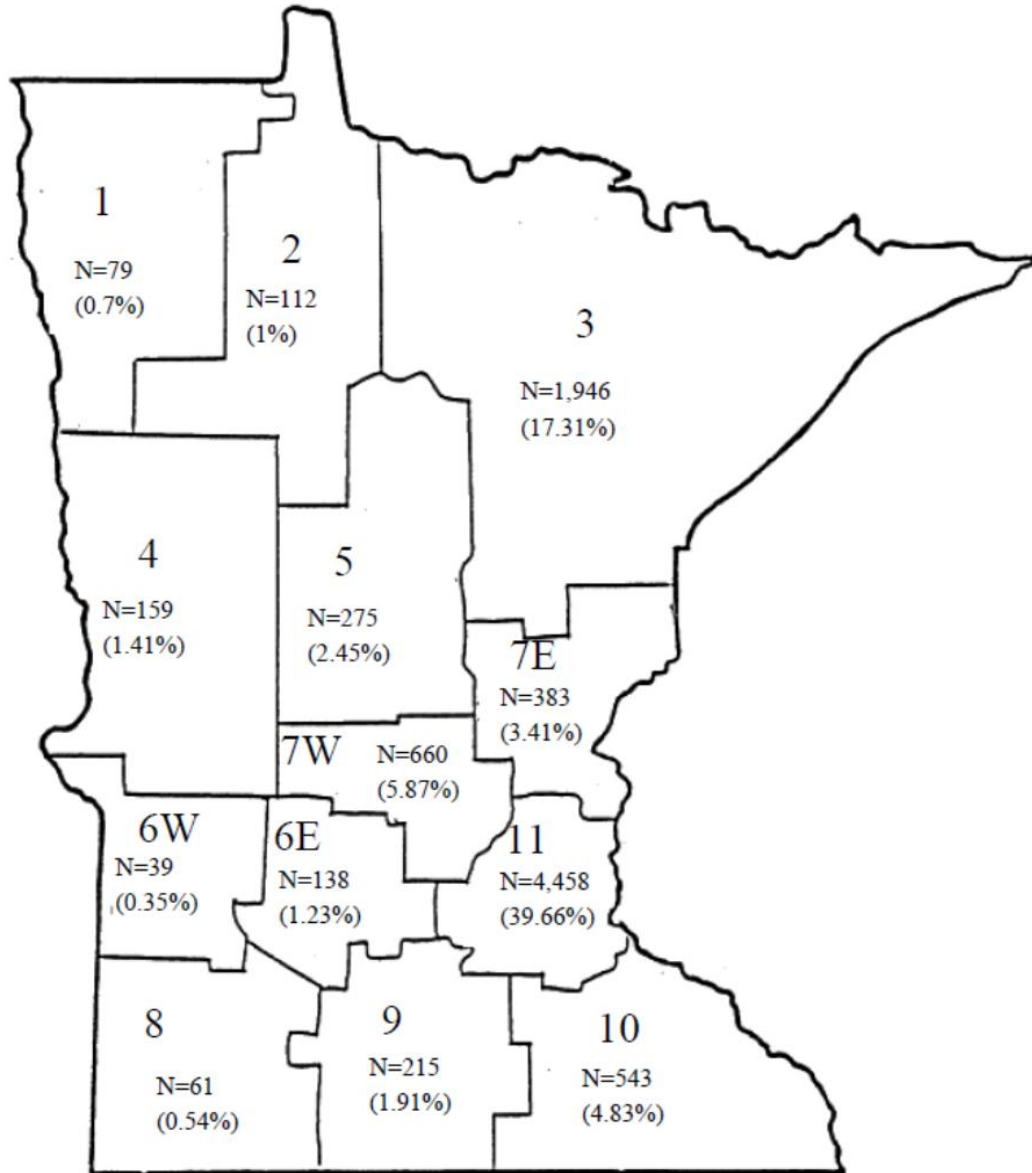 1
N=79
(0.7%)
2
N=112
(1%)
3
N=1,946
(17.31%)
4
N=159
(1.41%)
5
N=275
(2.45%)
7E
N=383
(3.41%)
7W
N=660
(5.87%)
6W
N=39
(0.35%)
6E
N=138
(1.23%)
11
N=4,458
(39.66%)
8
N=61
(0.54%)
9
N=215
(1.91%)
10
N=543
(4.83%)